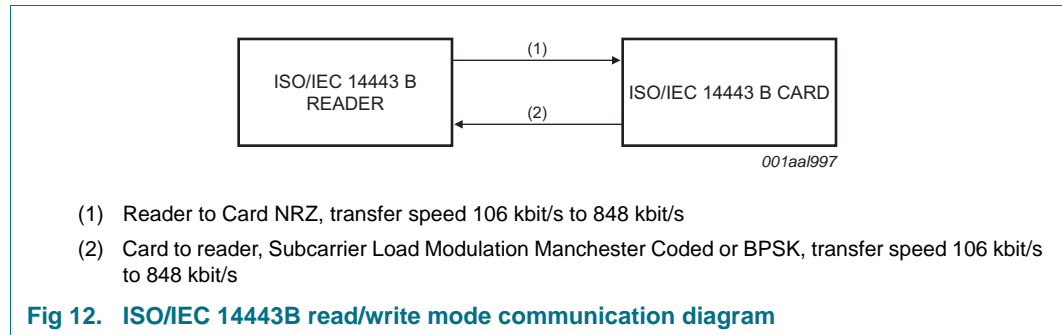 (1)
ISO/IEC 14443 B
READER
ISO/IEC 14443 B CARD
(2)
001aal997
(1) Reader to Card NRZ, transfer speed 106 kbit/s to 848 kbit/s
(2) Card to reader, Subcarrier Load Modulation Manchester Coded or BPSK, transfer speed 106 kbit/s
to 848 kbit/s
Fig 12. ISO/IEC 14443B read/write mode communication diagram